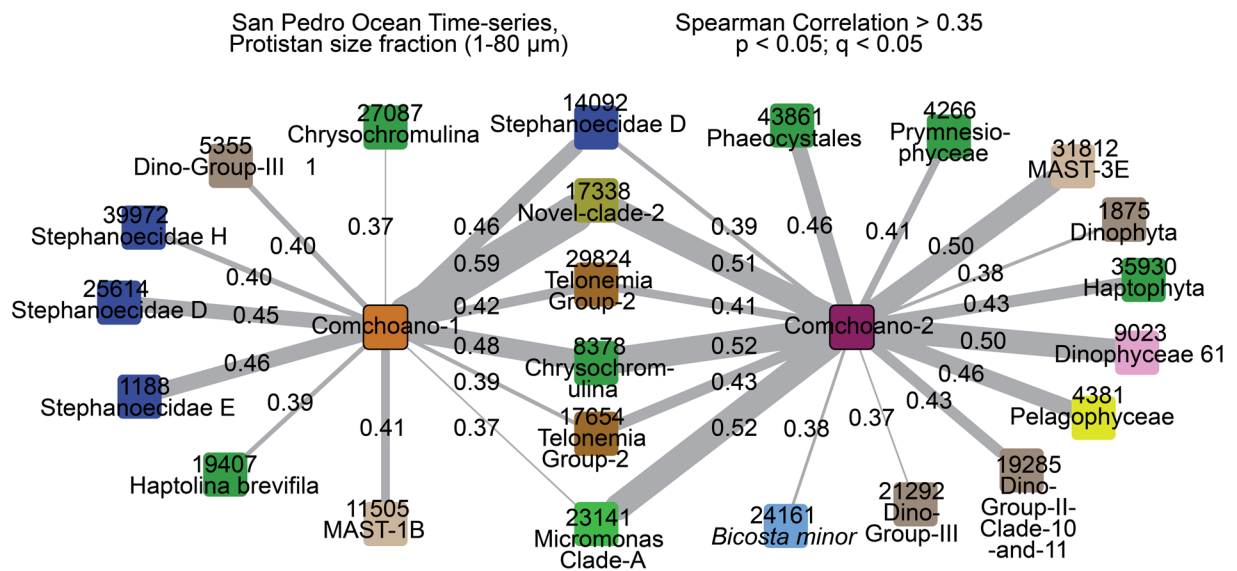 San Pedro Ocean Time-series,
Protistan size fraction (1-80 µm)
Spearman Correlation > 0.35
p < 0.05; q < 0.05
27087
Chrysochromulina
5355
Dino-Group-III 1
39972
Stephanoecidae H
25614
Stephanoecidae D
1188
Stephanoecidae E
19407
Haptolina brevifila
11505
MAST-1B
0.37
0.40
0.40
0.45
0.46
0.39
0.41
Comchoano-1
0.46
0.59
0.42
0.48
0.39
0.37
14092
Stephanoecidae D
17338
Novel-clade-2
29824
Telonemia
Group-2
8378
Chrysochrom-
ulina
17654
Telonemia
Group-2
23141
Micromonas
Clade-A
0.39
0.51
0.41
0.52
0.43
0.52
Comchoano-2
43861
Phaeocystales
4266
Prymnesio-
phyceae
31812
MAST-3E
1875
Dinophyta
35930
Haptophyta
9023
Dinophyceae 61
4381
Pelagophyceae
19285
Dino-
Group-II-
Clade-10
-and-11
21292
Dino-
Group-III
24161
Bicosta minor
0.46
0.41
0.50
0.38
0.43
0.50
0.46
0.43
0.37
0.38